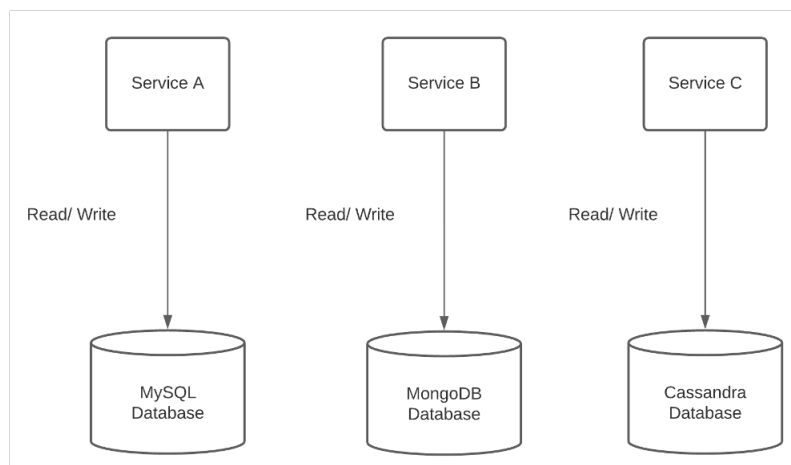 Service A
Service B
Service C
Read/ Write
Read/ Write
Read/ Write
MySQL
Database
MongoDB
Database
Cassandra
Database